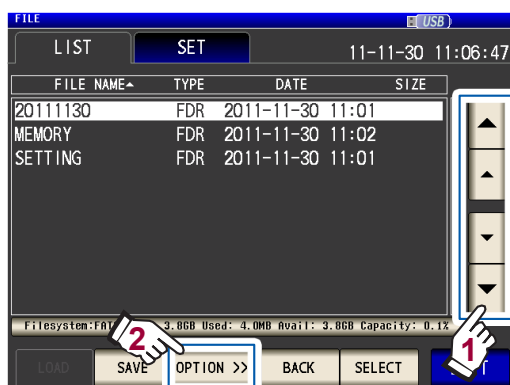 FILE USB
LIST SET 11-11-30 11:06:47
FILE NAME TYPE DATE SIZE
20111130 FDR 2011-11-30 11:01
MEMORY FDR 2011-11-30 11:02
SETTING FDR 2011-11-30 11:01
Filesystem: 3.8GB Used: 4.0MB Avail: 3.8GB Capacity: 0.1%
2
1
LOAD SAVE OPTION >> BACK SELECT